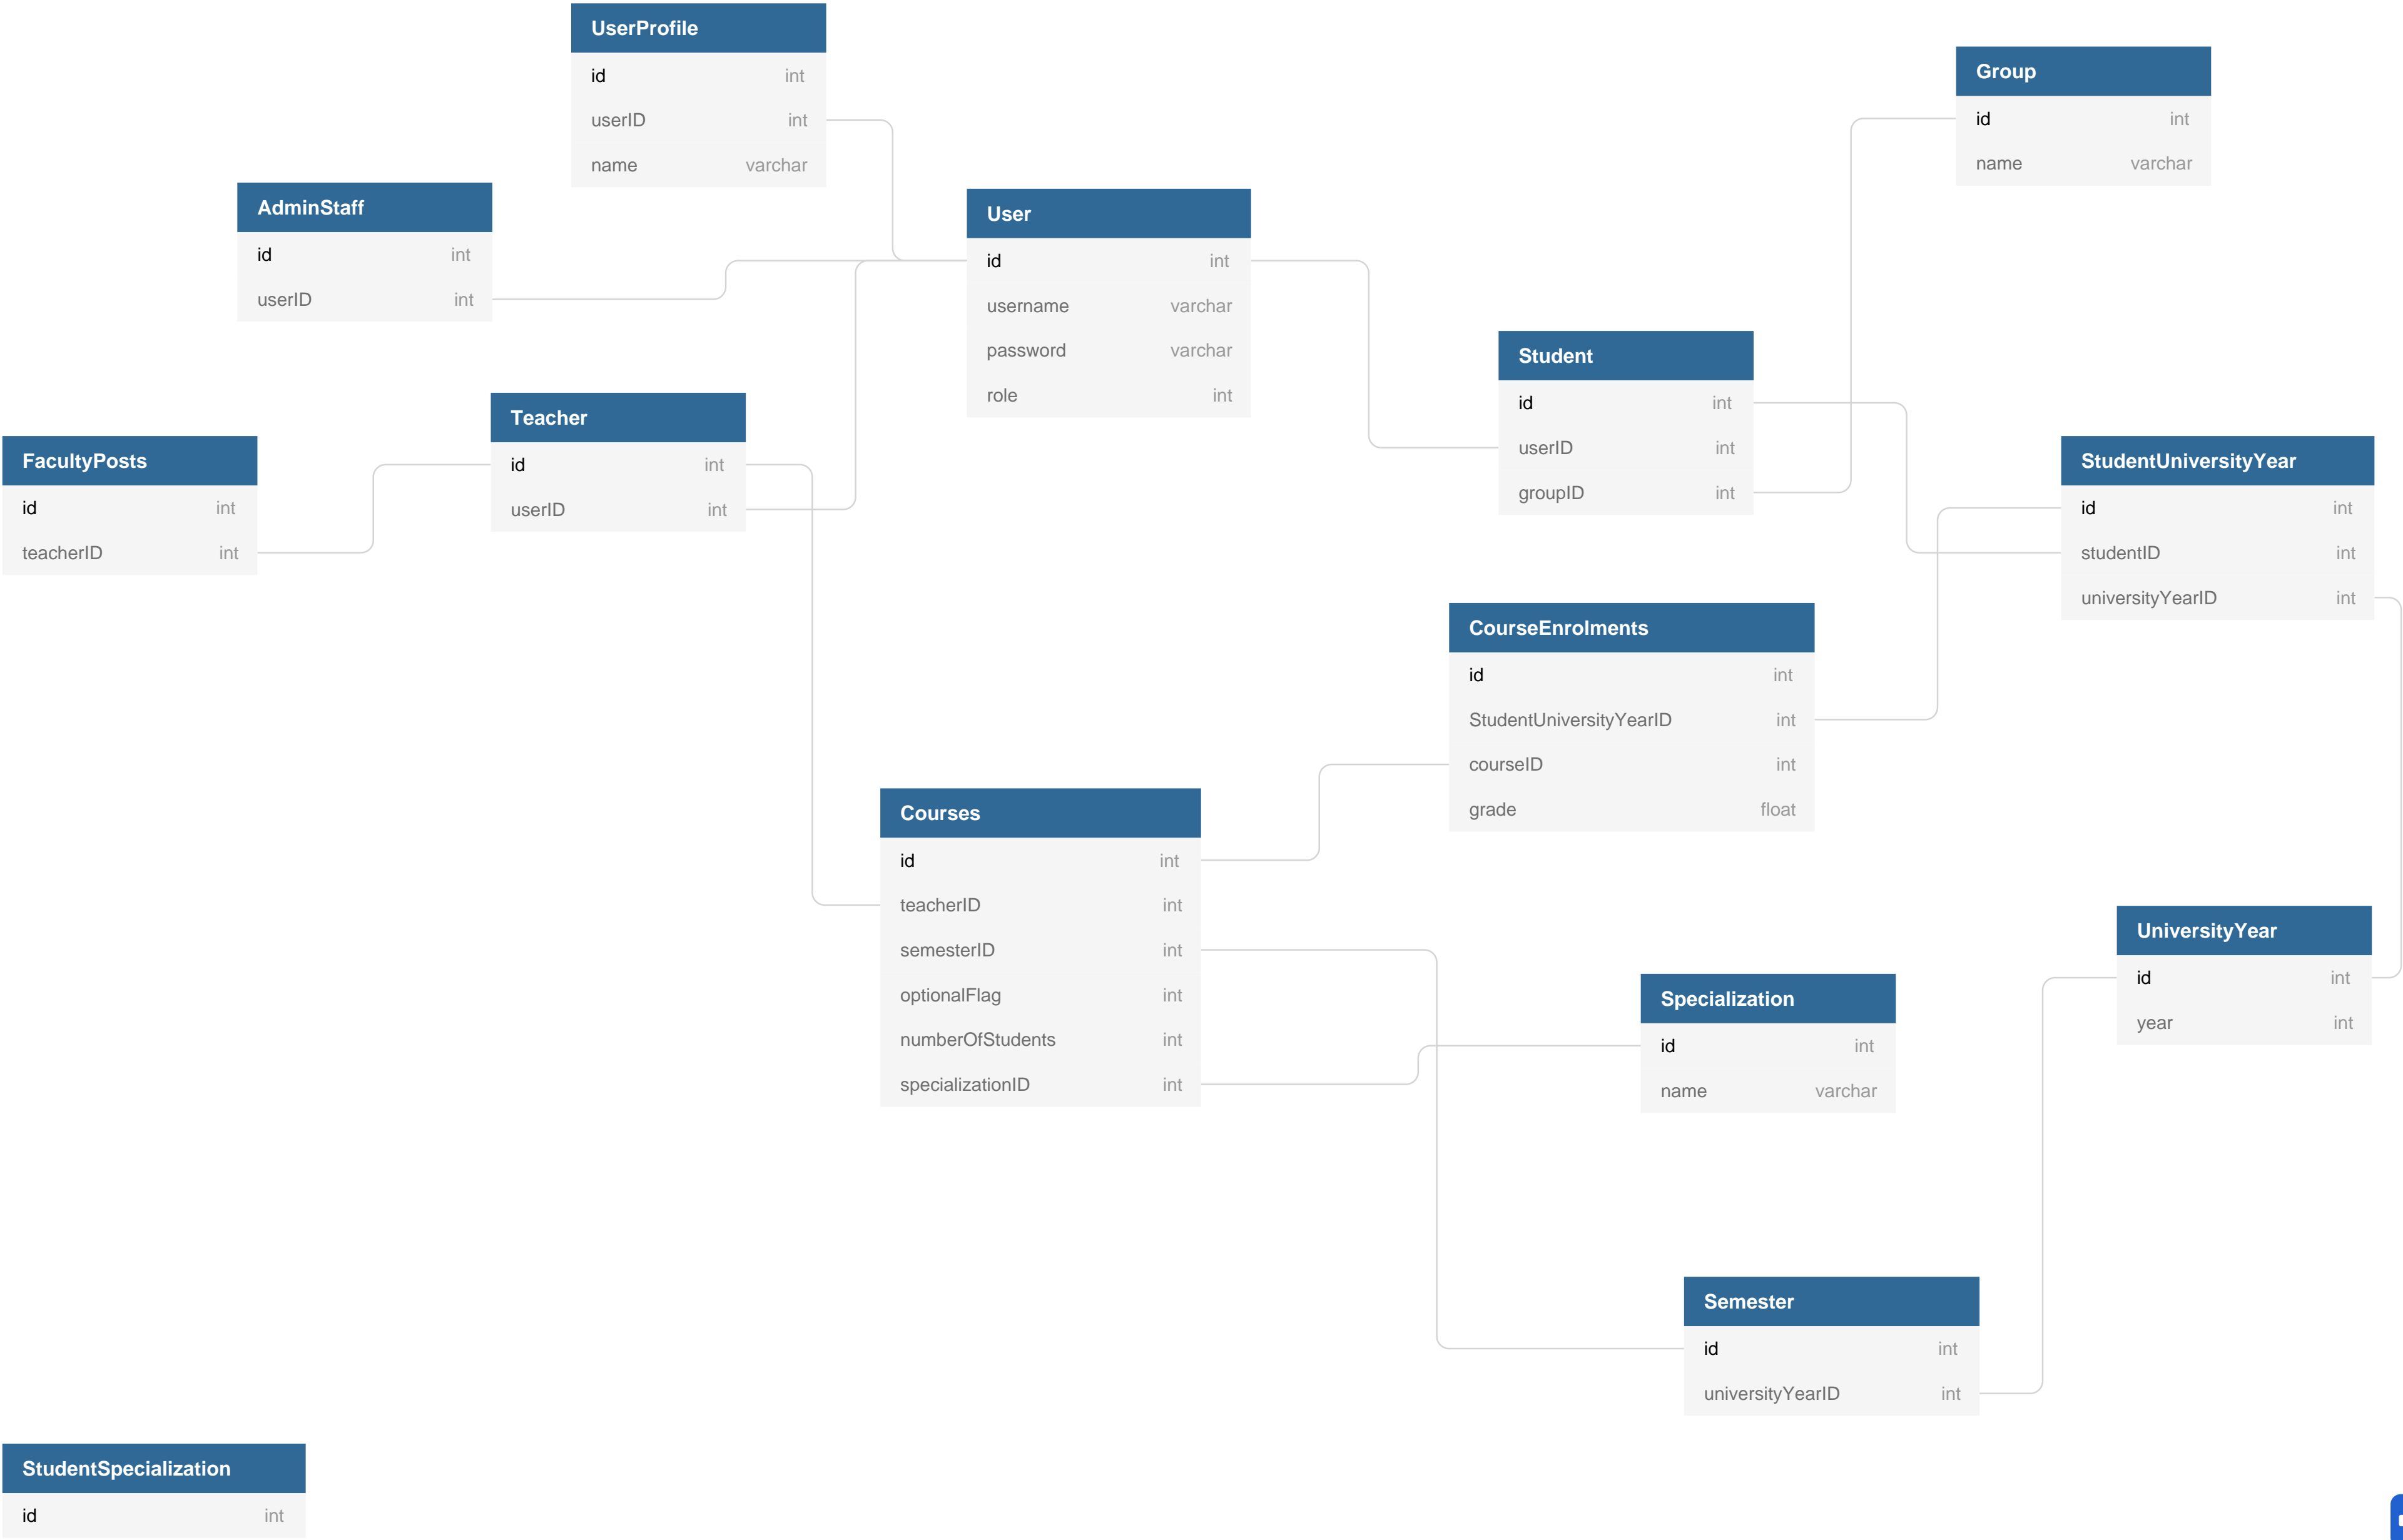 UserProfile
id int
userID int
name varchar
Group
id int
name varchar
AdminStaff
id int
userID int
User
id int
username varchar
password varchar
role int
Student
id int
userID int
groupID int
Teacher
id int
userID int
FacultyPosts
id int
teacherID int
StudentUniversityYear
id int
studentID int
universityYearID int
CourseEnrolments
id int
StudentUniversityYearID int
courseID int
grade float
Courses
id int
teacherID int
semesterID int
optionalFlag int
numberOfStudents int
specializationID int
UniversityYear
id int
year int
Specialization
id int
name varchar
Semester
id int
universityYearID int
StudentSpecialization
id int